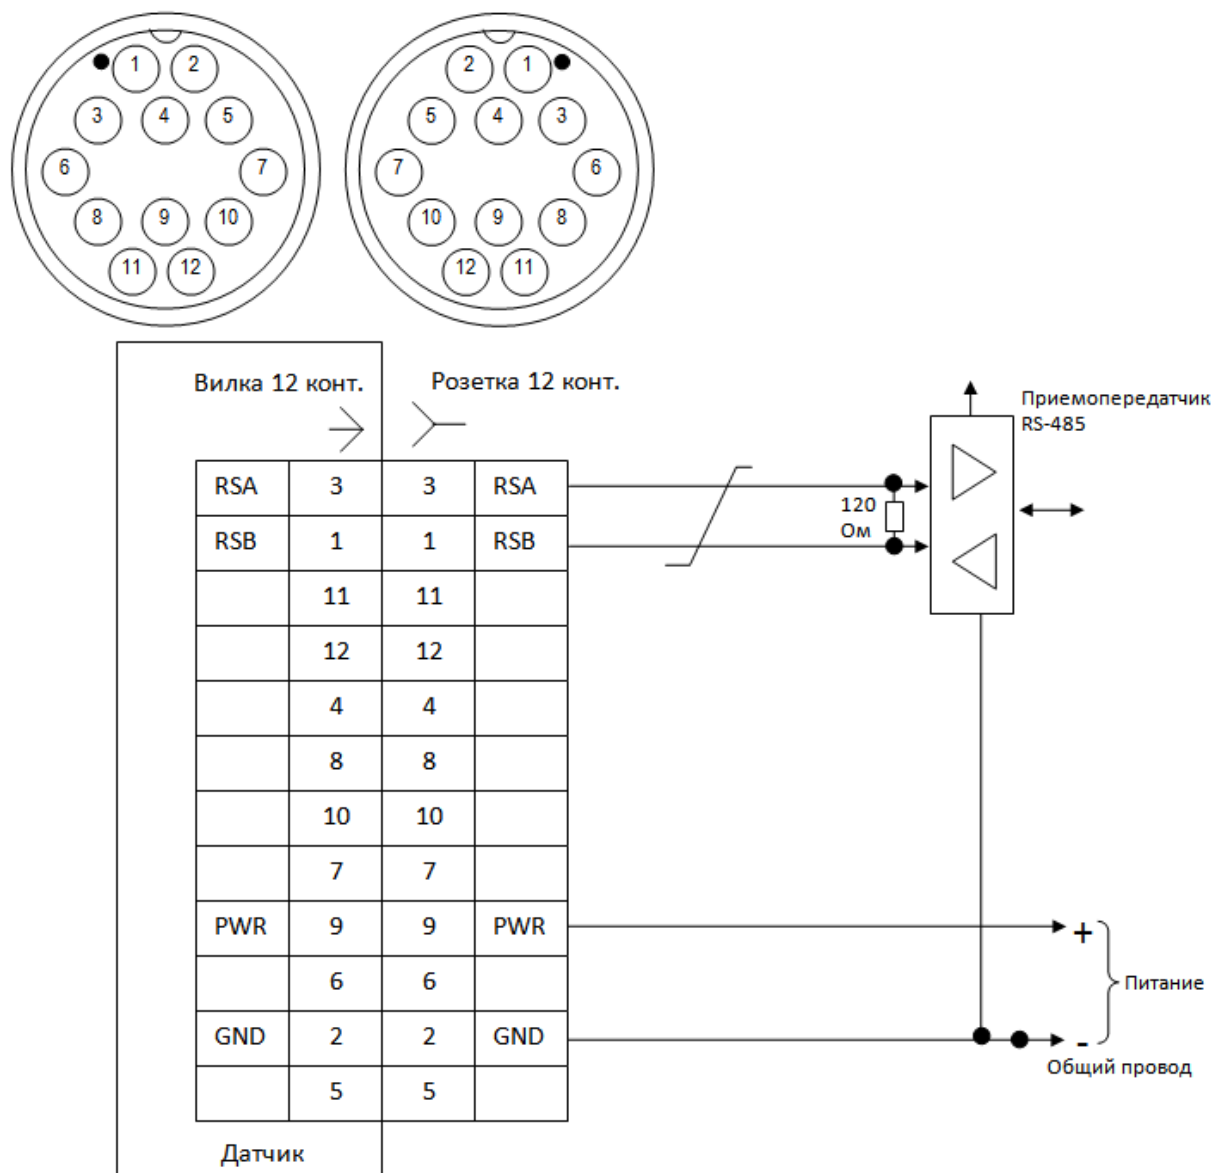 1 2
3 4 5
6 7
8 9 10
11 12
2 1
5 4 3
7 6
10 9 8
12 11
Вилка 12 конт.
Розетка 12 конт.
Приемопередатчик
RS-485
RSA 3 3 RSA
120
Ом
RSB 1 1 RSB
11 11
12 12
4 4
8 8
10 10
7 7
PWR 9 9 PWR
+
6 6
Питание
GND 2 2 GND
-
Общий провод
5 5
Датчик